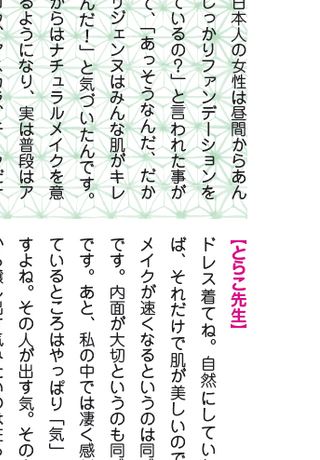 日本人の女性は昼間からあん
しっかりファンデーションを
ているの？」と言われた事が
て、「あっそうなんだ、だか
リジェンヌはみんな肌がキレ
んだ！」と気づいたんです。
からはナチュラルメイクを意
るようになり、実は普段はア
【とらこ先生】
ドレス着てね。自然にしてい
ば、それだけで肌が美しいので
メイクが速くなるというのは同
です。内面が大切というのも同
です。あと、私の中では凄く感
ているところはやっぱり「気」
すよね。その人が出す気。その